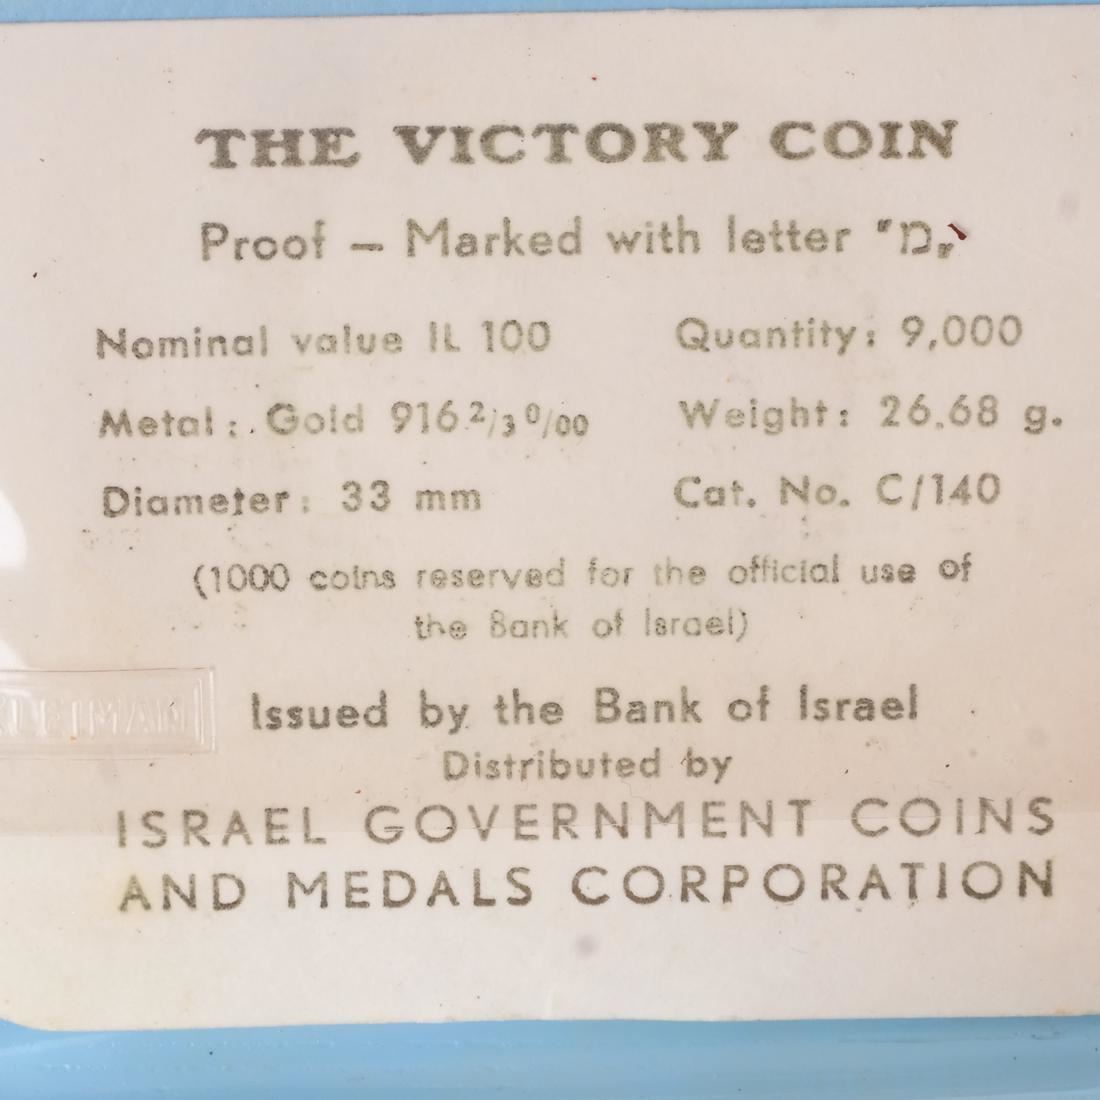 THE VICTORY COIN
Proof – Marked with letter "מ„
Nominal value IL 100 Quantity: 9,000
Metal: Gold 916 2/3 0/00 Weight: 26.68 g.
Diameter: 33 mm Cat. No. C/140
(1000 coins reserved for the official use of
the Bank of Israel)
Issued by the Bank of Israel
Distributed by
ISRAEL GOVERNMENT COINS
AND MEDALS CORPORATION